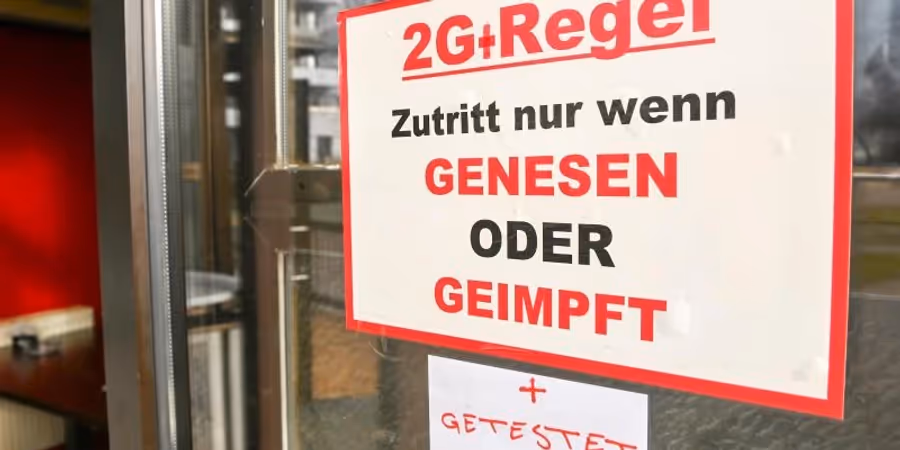 2G+Regel
Zutritt nur wenn
GENESEN
ODER
GEIMPFT
+
GETESTET